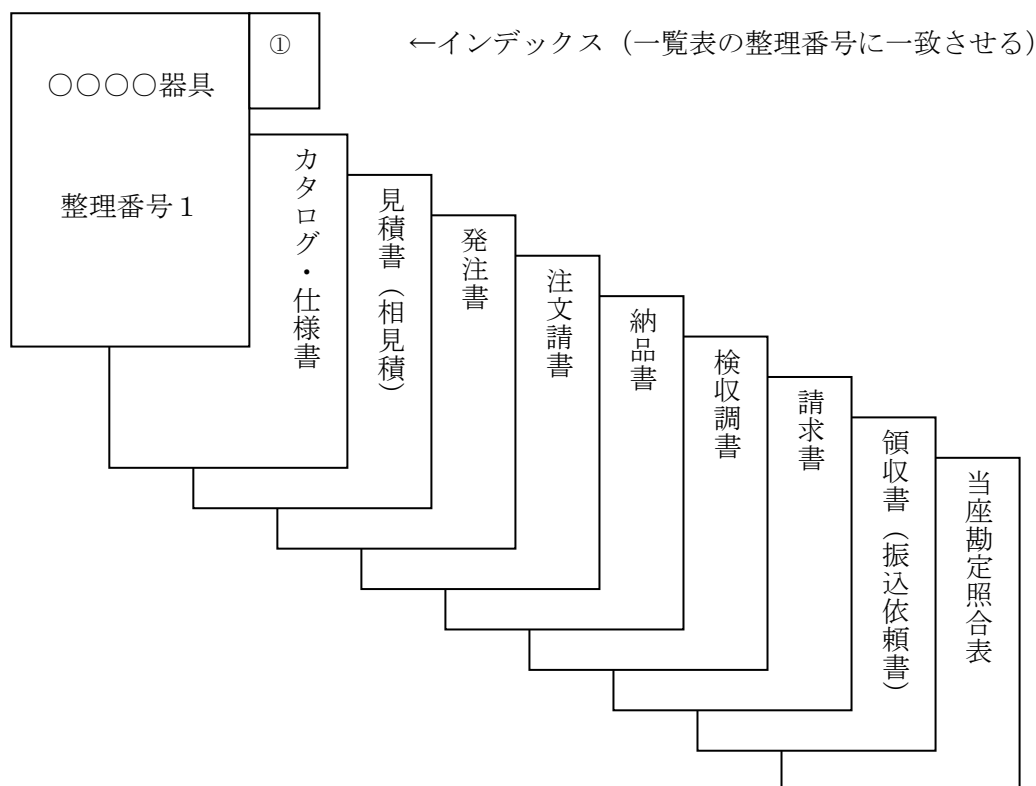 ①
←インデックス（一覧表の整理番号に一致させる）
○○○○器具
整理番号１
カタログ・仕様書
見積書（相見積）
発注書
注文請書
納品書
検収調書
請求書
領収書（振込依頼書）
当座勘定照合表